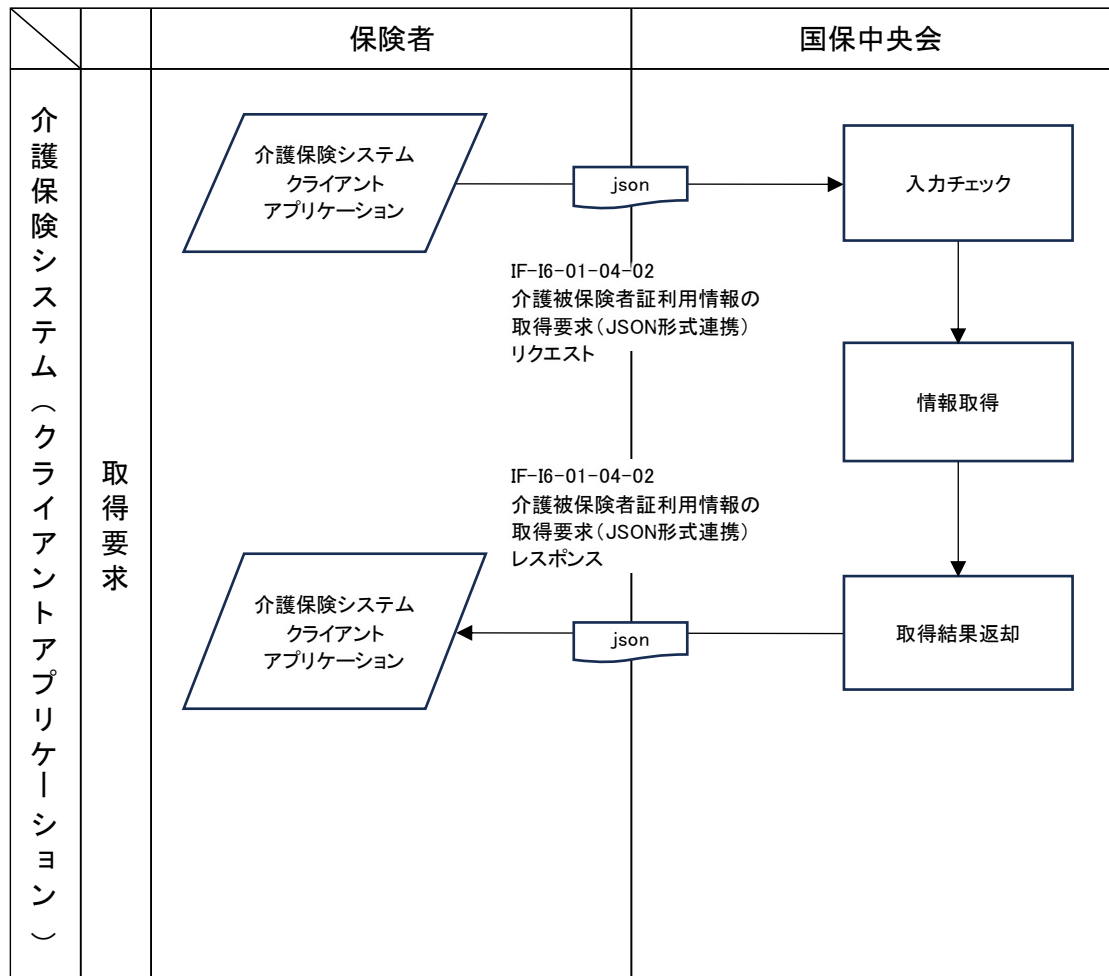 保険者
国保中央会
介護保険システム（クライアントアプリケーション）
取得要求
介護保険システム
クライアント
アプリケーション
json
入力チェック
IF-I6-01-04-02
介護被保険者証利用情報の
取得要求（JSON形式連携）
リクエスト
情報取得
IF-I6-01-04-02
介護被保険者証利用情報の
取得要求（JSON形式連携）
レスポンス
介護保険システム
クライアント
アプリケーション
json
取得結果返却